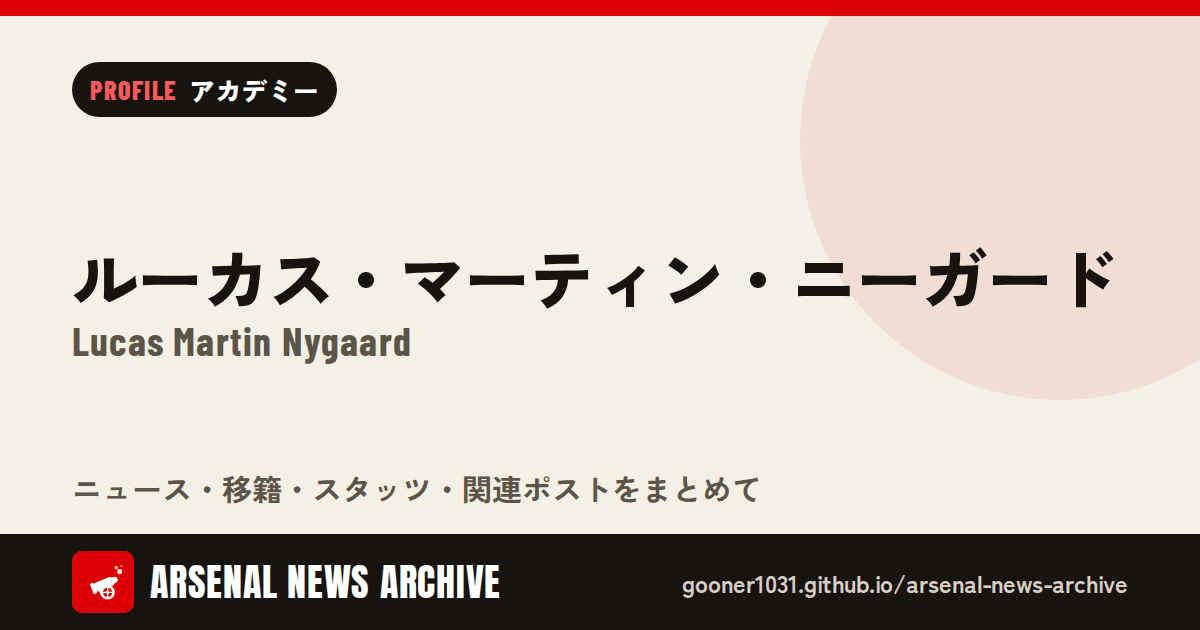 PROFILE アカデミー
ルーカス・マーティン・ニーガード
Lucas Martin Nygaard
ニュース・移籍・スタッツ・関連ポストをまとめて
ARSENAL NEWS ARCHIVE
gooner1031.github.io/arsenal-news-archive